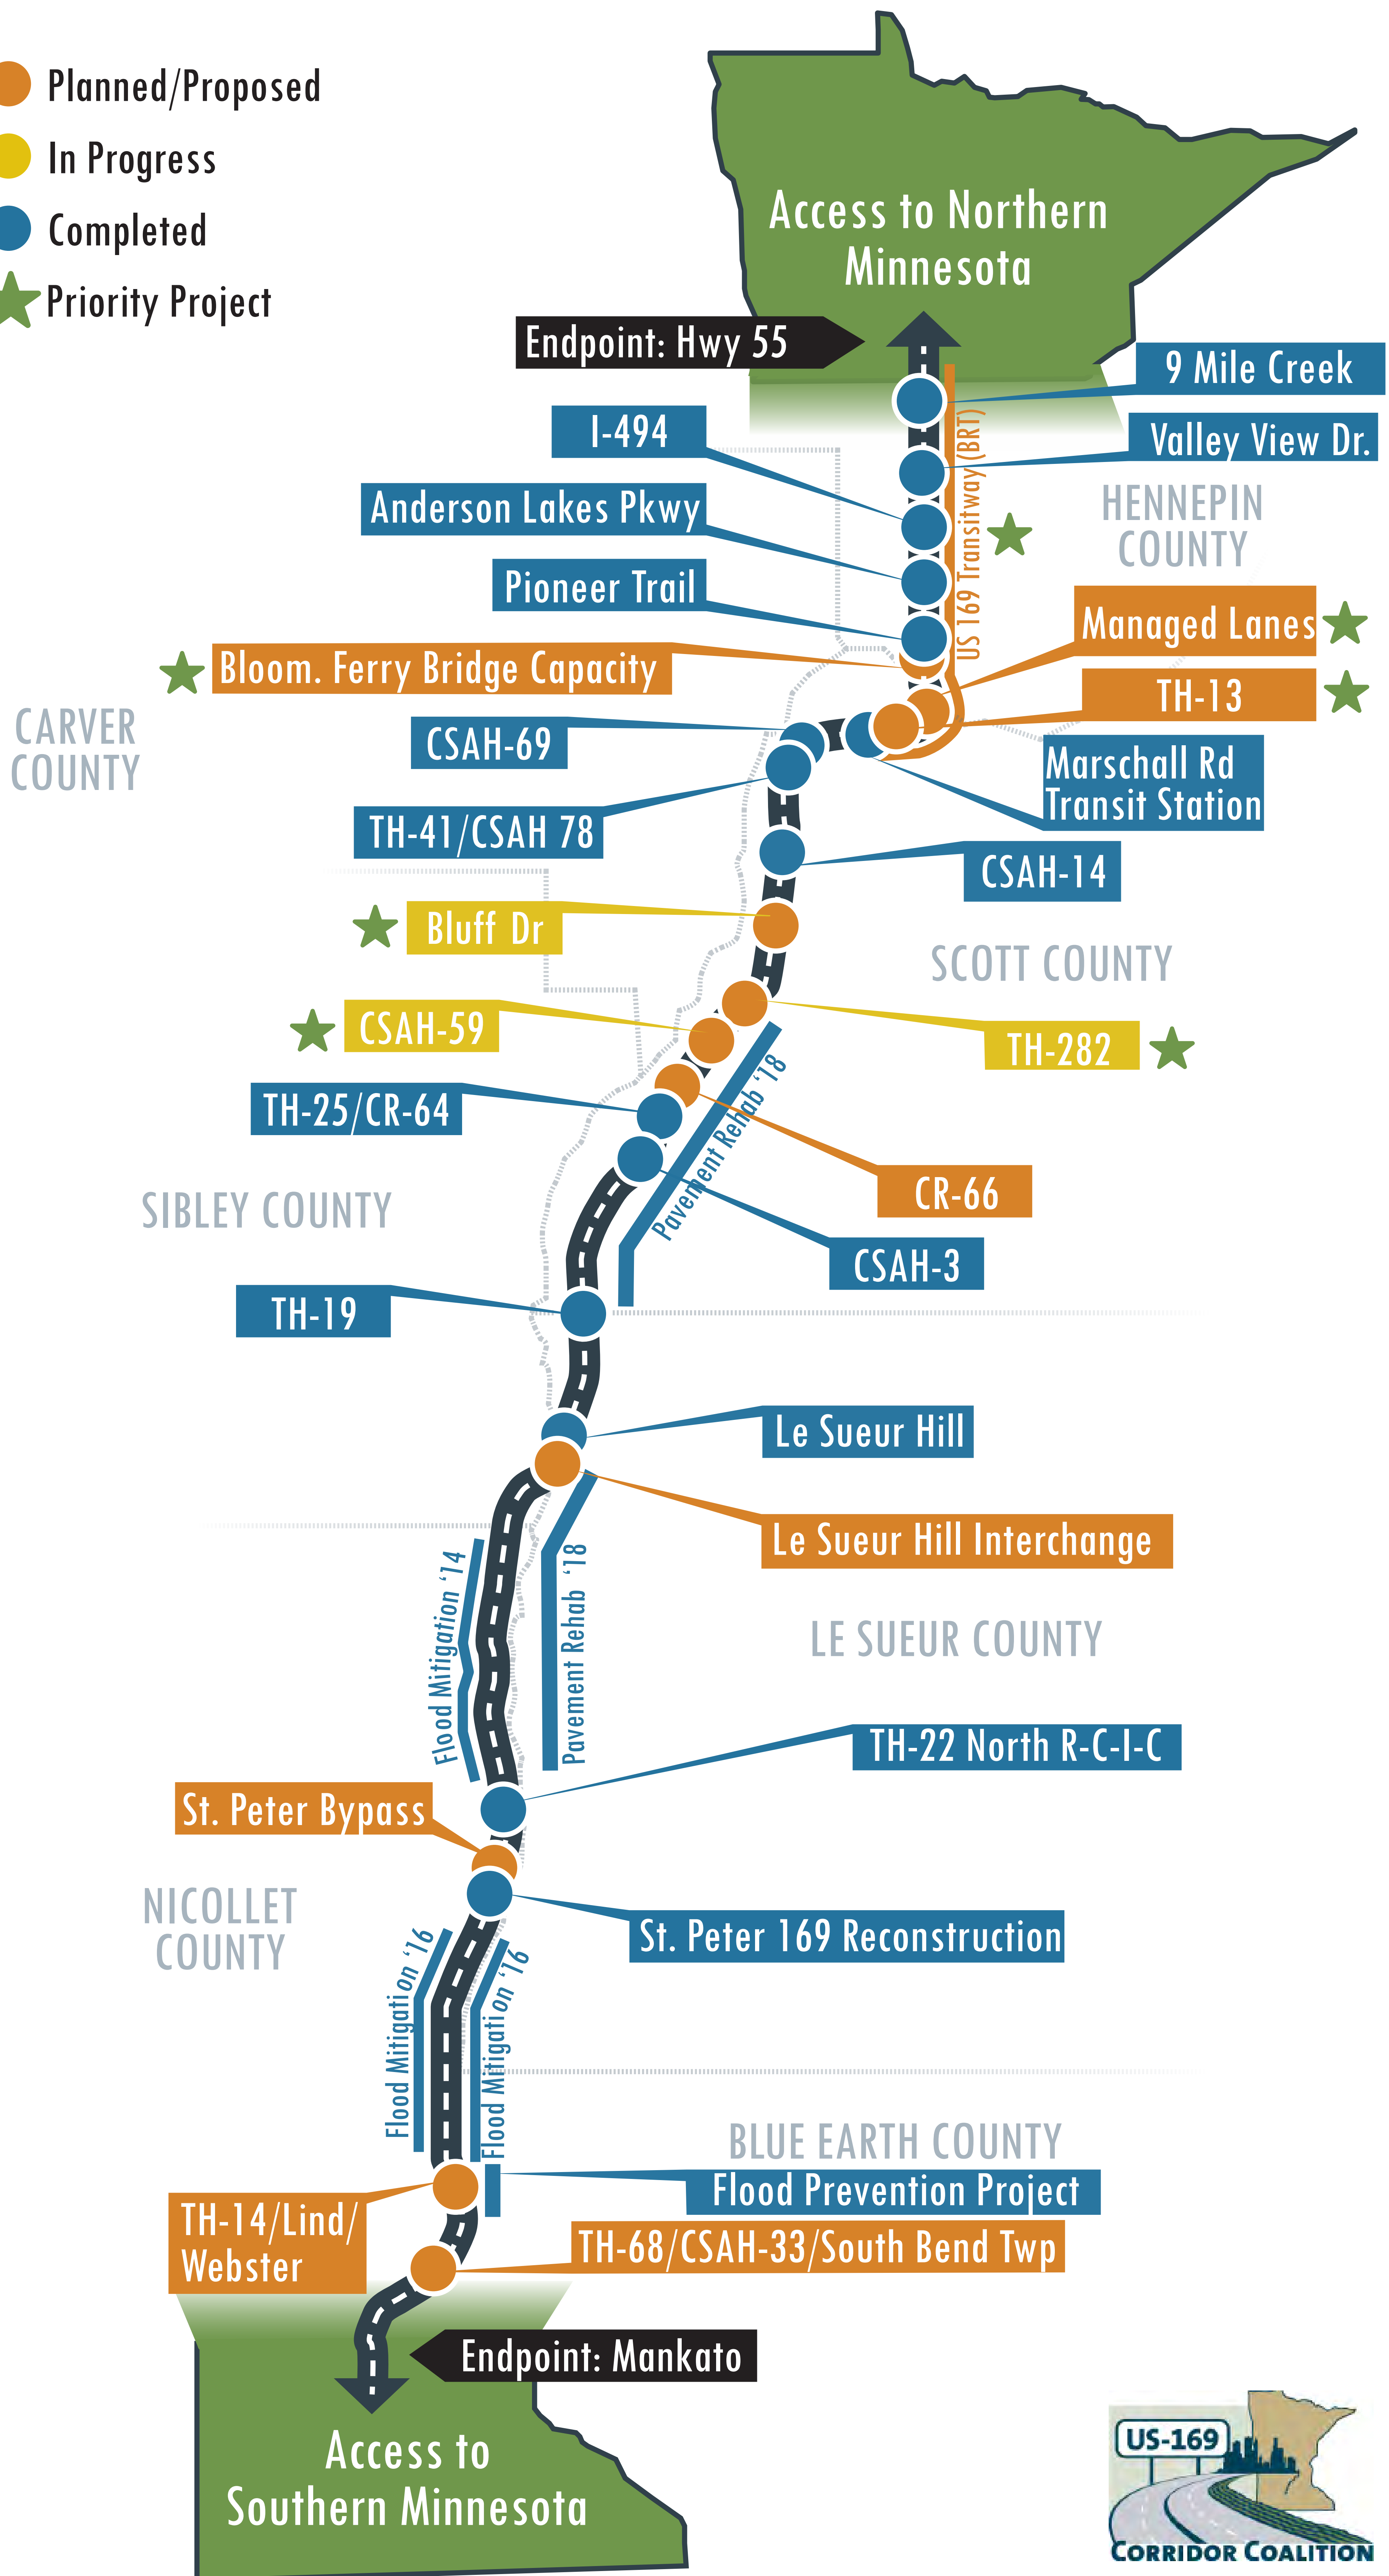 Planned/Proposed
In Progress
Completed
Priority Project
Access to Northern
Minnesota
Endpoint: Hwy 55
9 Mile Creek
I-494
Valley View Dr.
US 169 Transitway (BRT)
Anderson Lakes Pkwy
HENNEPIN
COUNTY
Pioneer Trail
Managed Lanes
Bloom. Ferry Bridge Capacity
TH-13
CARVER
COUNTY
CSAH-69
Marschall Rd
Transit Station
TH-41/CSAH 78
CSAH-14
Bluff Dr
SCOTT COUNTY
CSAH-59
TH-282
Pavement Rehab '18
TH-25/CR-64
CR-66
SIBLEY COUNTY
CSAH-3
TH-19
Le Sueur Hill
Le Sueur Hill Interchange
Flood Mitigation '14
Pavement Rehab '18
LE SUEUR COUNTY
TH-22 North R-C-I-C
St. Peter Bypass
NICOLLET
COUNTY
St. Peter 169 Reconstruction
Flood Mitigation '16
Flood Mitigation '16
BLUE EARTH COUNTY
Flood Prevention Project
TH-14/Lind/
Webster
TH-68/CSAH-33/South Bend Twp
Endpoint: Mankato
Access to
Southern Minnesota
US-169
CORRIDOR COALITION